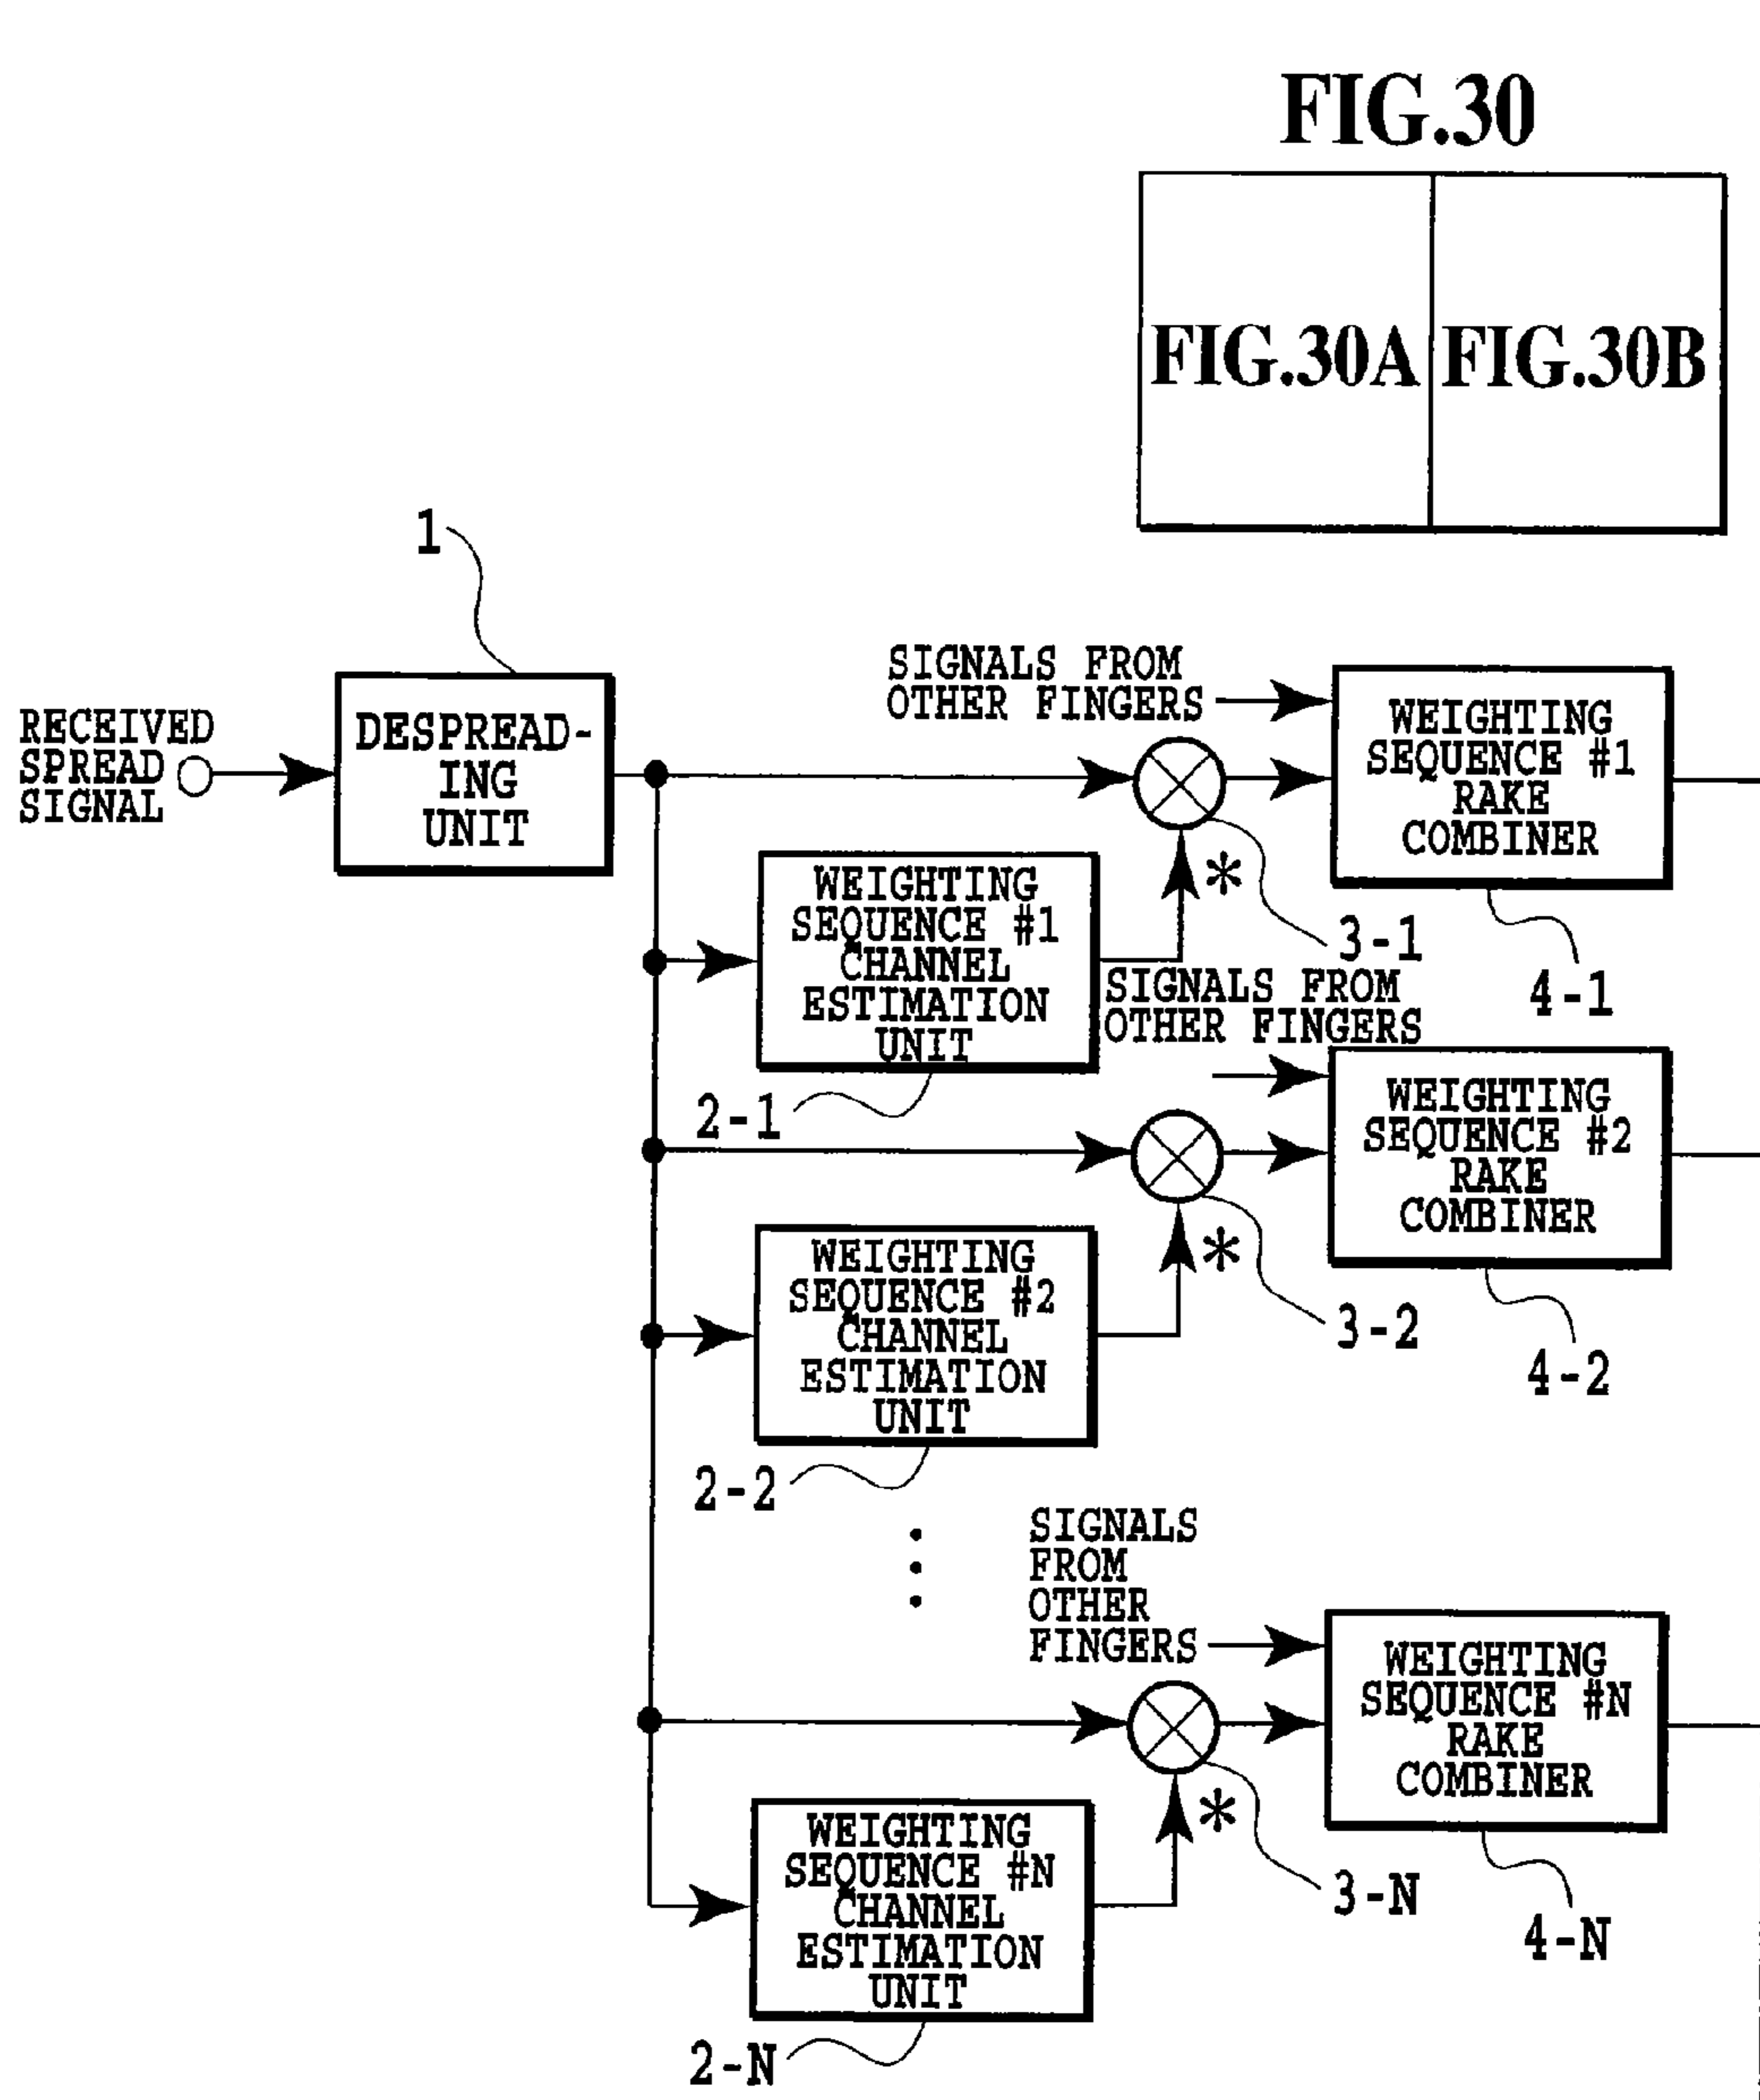 FIG.30
FIG.30A
FIG.30B
1
RECEIVED
SPREAD
SIGNAL
DESPREAD-
ING
UNIT
SIGNALS FROM
OTHER FINGERS
WEIGHTING
SEQUENCE #1
RAKE
COMBINER
*
3-1
4-1
WEIGHTING
SEQUENCE #1
CHANNEL
ESTIMATION
UNIT
2-1
SIGNALS FROM
OTHER FINGERS
WEIGHTING
SEQUENCE #2
RAKE
COMBINER
*
3-2
4-2
WEIGHTING
SEQUENCE #2
CHANNEL
ESTIMATION
UNIT
2-2
SIGNALS
FROM
OTHER
FINGERS
WEIGHTING
SEQUENCE #N
RAKE
COMBINER
*
3-N
4-N
WEIGHTING
SEQUENCE #N
CHANNEL
ESTIMATION
UNIT
2-N